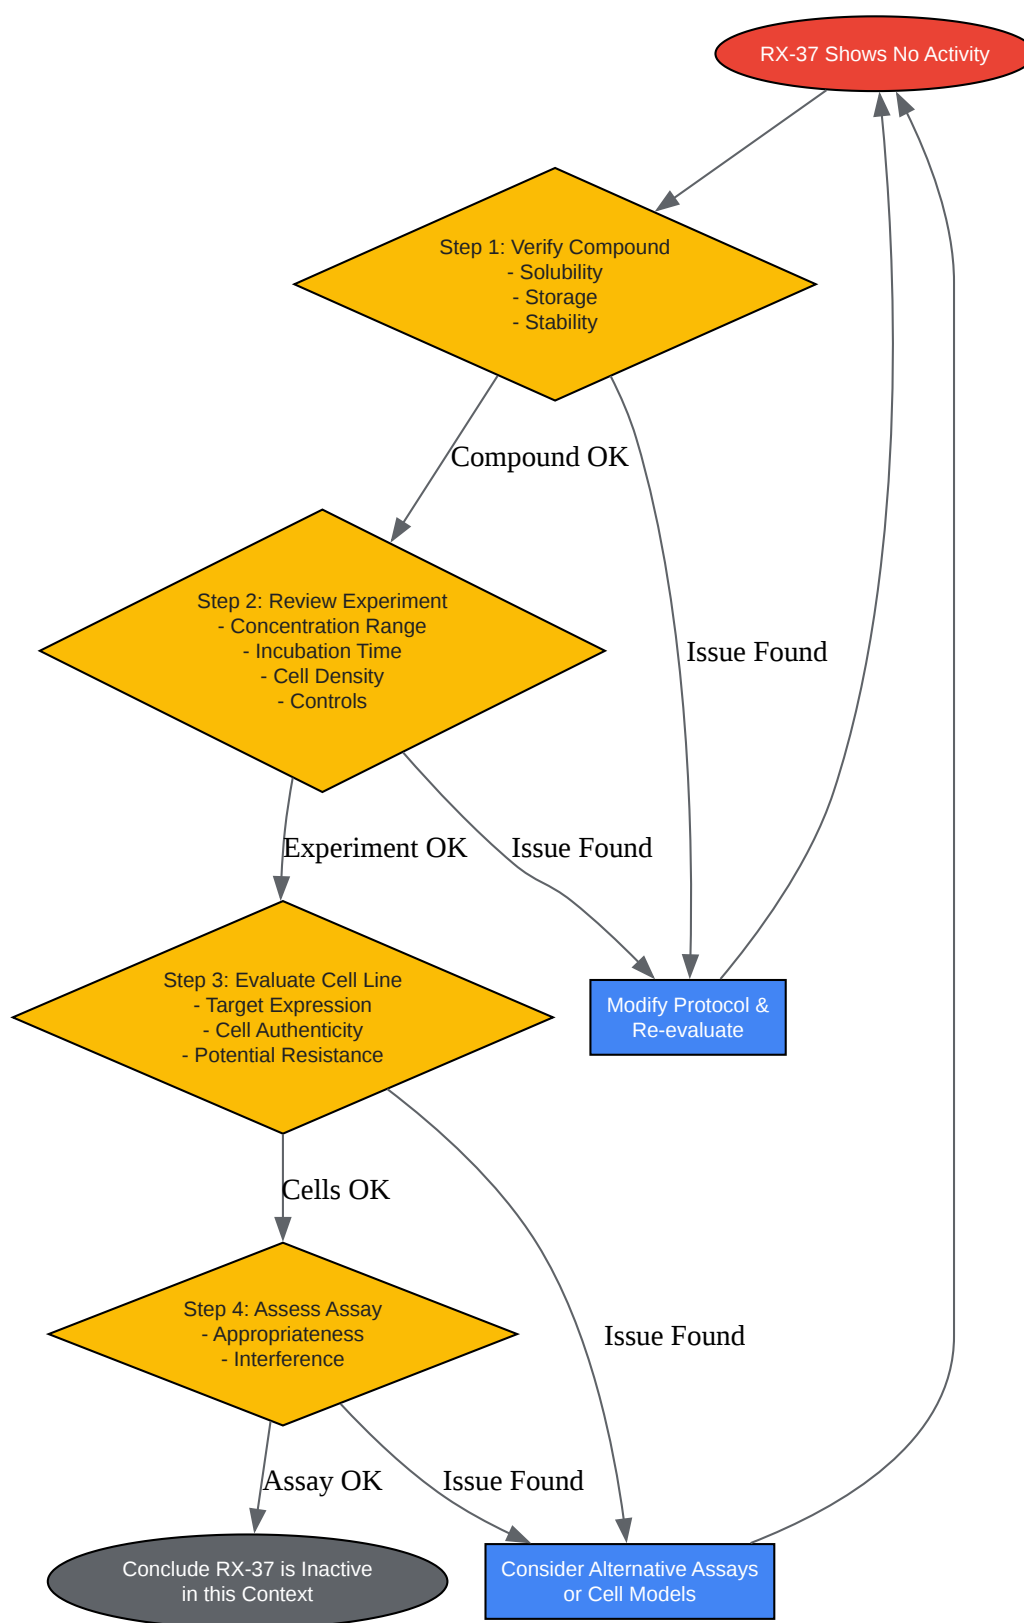 RX-37 Shows No Activity
Step 1: Verify Compound
- Solubility
- Storage
- Stability
Compound OK
Issue Found
Step 2: Review Experiment
- Concentration Range
- Incubation Time
- Cell Density
- Controls
Experiment OK
Issue Found
Step 3: Evaluate Cell Line
- Target Expression
- Cell Authenticity
- Potential Resistance
Modify Protocol &
Re-evaluate
Cells OK
Step 4: Assess Assay
- Appropriateness
- Interference
Issue Found
Assay OK
Issue Found
Conclude RX-37 is Inactive
in this Context
Consider Alternative Assays
or Cell Models